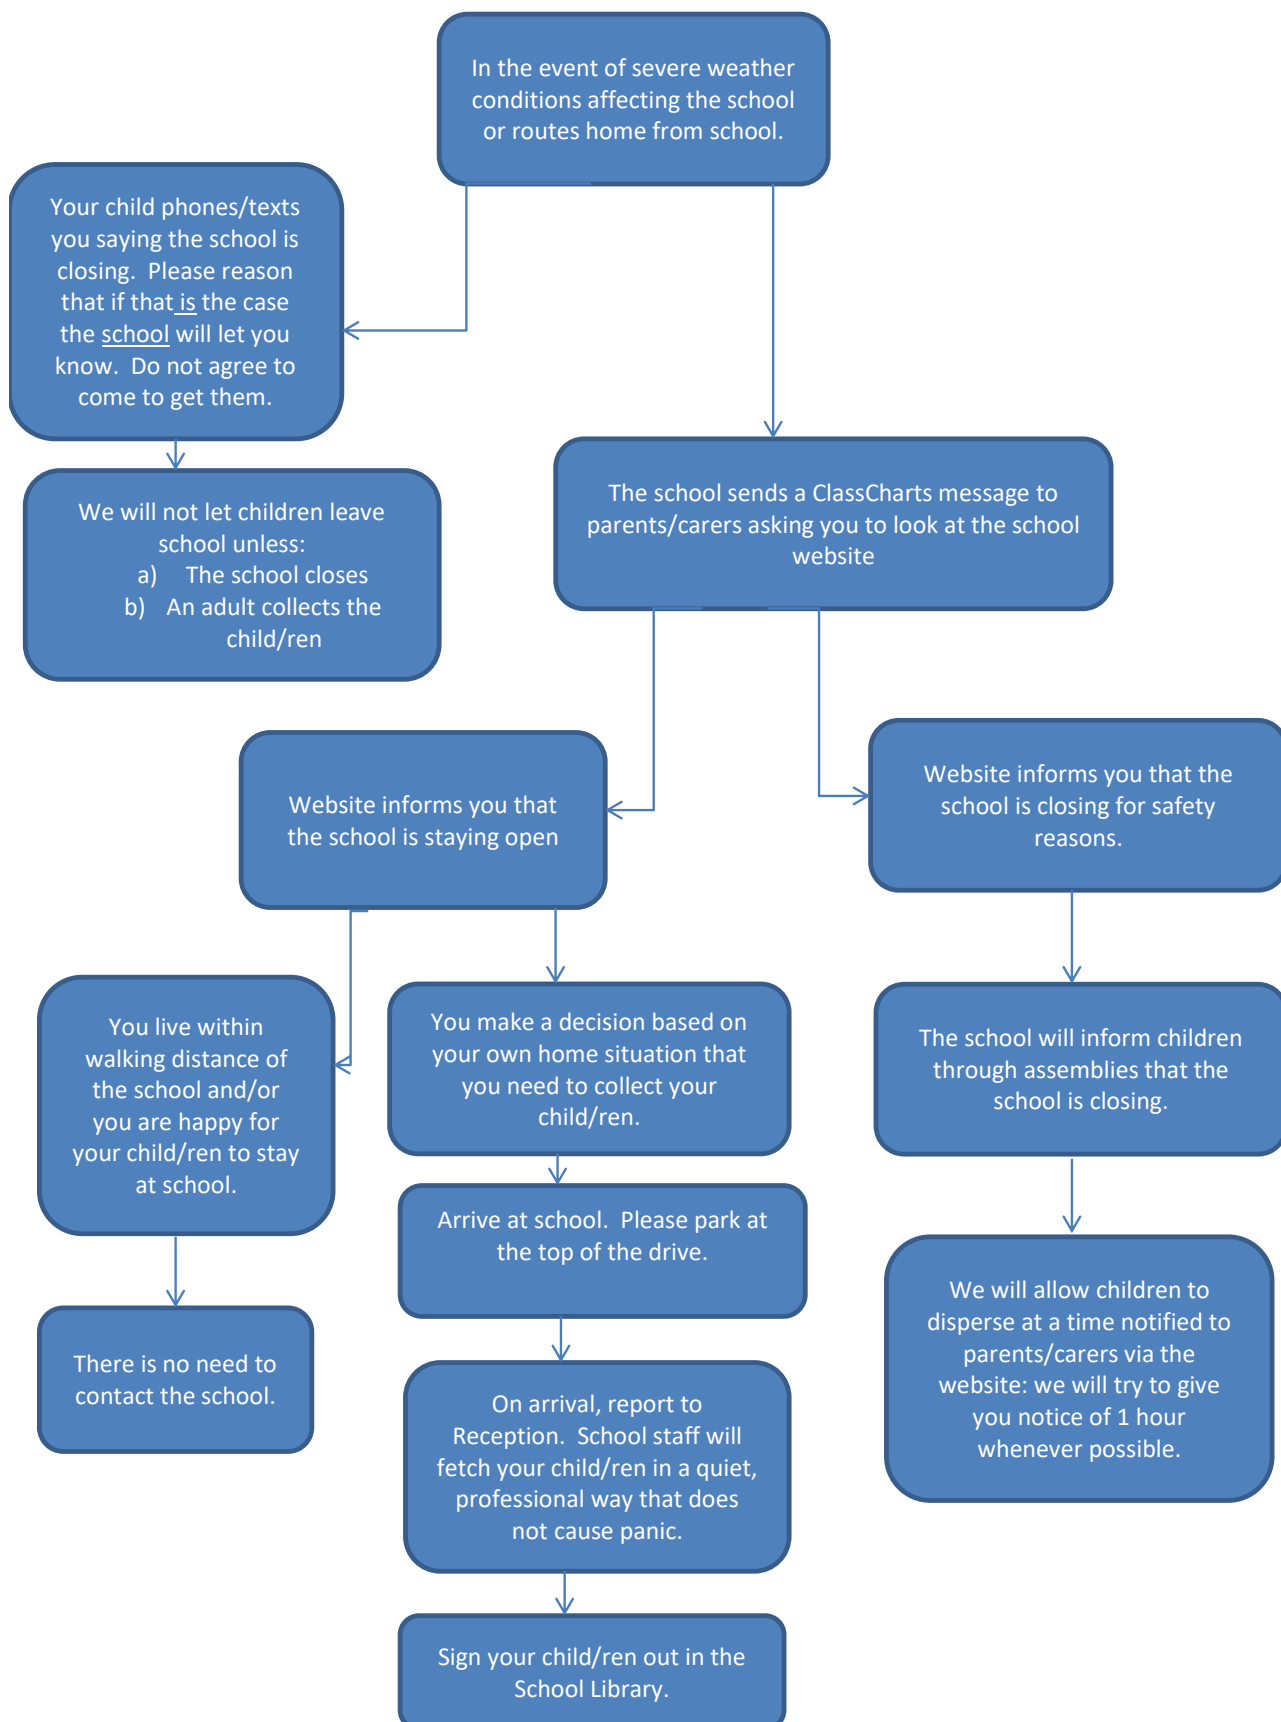 In the event of severe weather
conditions affecting the school
or routes home from school.
Your child phones/texts
you saying the school is
closing.  Please reason
that if that is the case
the school will let you
know.  Do not agree to
come to get them.
We will not let children leave
school unless:
a) The school closes
b) An adult collects the
child/ren
The school sends a ClassCharts message to
parents/carers asking you to look at the school
website
Website informs you that
the school is staying open
Website informs you that the
school is closing for safety
reasons.
You live within
walking distance of
the school and/or
you are happy for
your child/ren to stay
at school.
There is no need to
contact the school.
You make a decision based on
your own home situation that
you need to collect your
child/ren.
Arrive at school.  Please park at
the top of the drive.
On arrival, report to
Reception.  School staff will
fetch your child/ren in a quiet,
professional way that does
not cause panic.
Sign your child/ren out in the
School Library.
The school will inform children
through assemblies that the
school is closing.
We will allow children to
disperse at a time notified to
parents/carers via the
website: we will try to give
you notice of 1 hour
whenever possible.